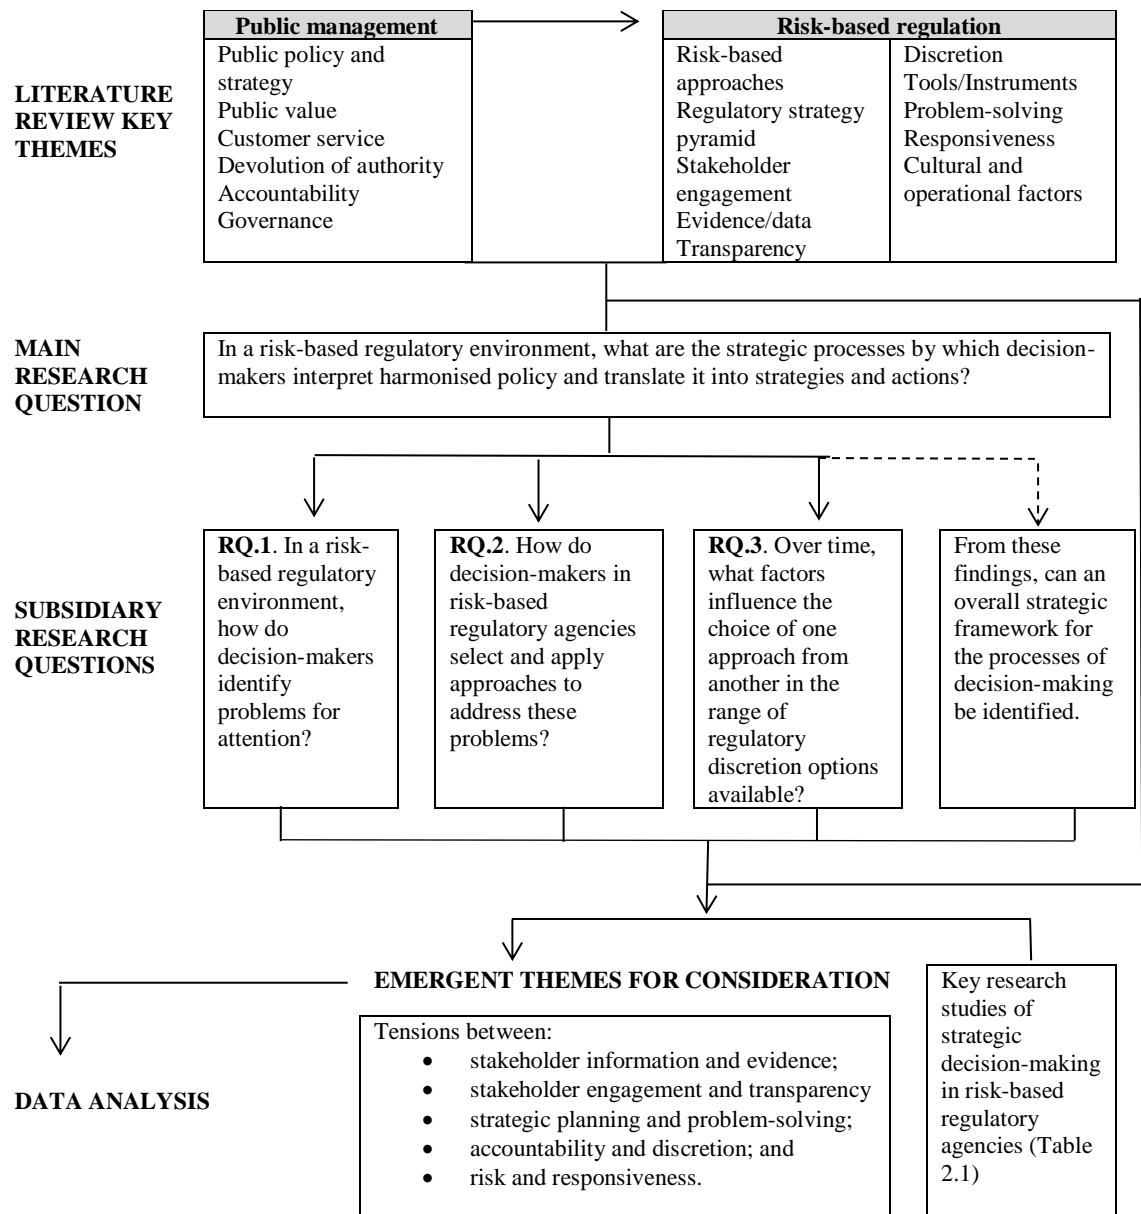 Public management
Risk-based regulation
LITERATURE
REVIEW KEY
THEMES
Public policy and
strategy
Public value
Customer service
Devolution of authority
Accountability
Governance
Risk-based
approaches
Regulatory strategy
pyramid
Stakeholder
engagement
Evidence/data
Transparency
Discretion
Tools/Instruments
Problem-solving
Responsiveness
Cultural and
operational factors
MAIN
RESEARCH
QUESTION
In a risk-based regulatory environment, what are the strategic processes by which decision-
makers interpret harmonised policy and translate it into strategies and actions?
SUBSIDIARY
RESEARCH
QUESTIONS
RQ.1. In a risk-
based regulatory
environment,
how do
decision-makers
identify
problems for
attention?
RQ.2. How do
decision-makers in
risk-based
regulatory agencies
select and apply
approaches to
address these
problems?
RQ.3. Over time,
what factors
influence the
choice of one
approach from
another in the
range of
regulatory
discretion options
available?
From these
findings, can an
overall strategic
framework for
the processes of
decision-making
be identified.
EMERGENT THEMES FOR CONSIDERATION
Tensions between:
• stakeholder information and evidence;
• stakeholder engagement and transparency
• strategic planning and problem-solving;
• accountability and discretion; and
• risk and responsiveness.
Key research
studies of
strategic
decision-making
in risk-based
regulatory
agencies (Table
2.1)
DATA ANALYSIS